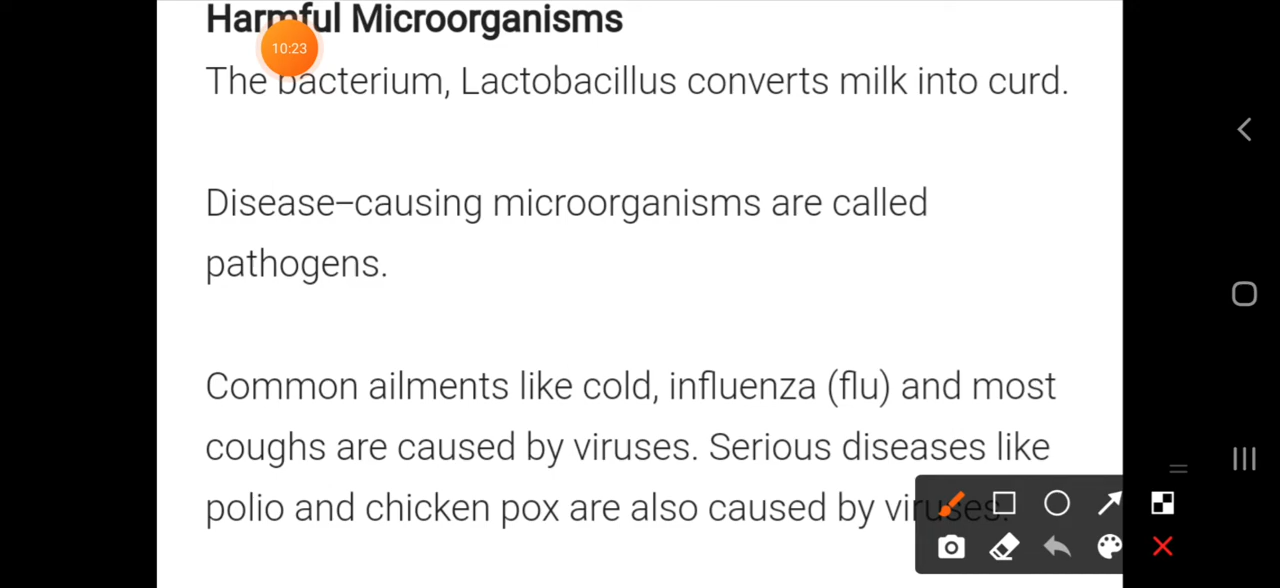 Harmful Microorganisms
10:23
The bacterium, Lactobacillus converts milk into curd.
Disease–causing microorganisms are called
pathogens.
Common ailments like cold, influenza (flu) and most
coughs are caused by viruses. Serious diseases like
polio and chicken pox are also caused by viruses.